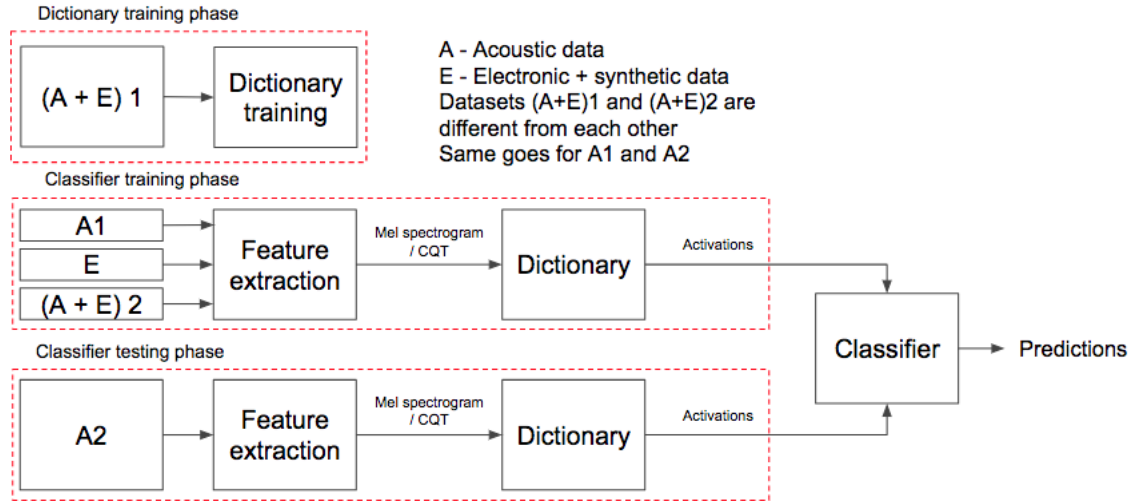 Dictionary training phase
(A + E) 1
Dictionary
training
A - Acoustic data
E - Electronic + synthetic data
Datasets (A+E)1 and (A+E)2 are
different from each other
Same goes for A1 and A2
Classifier training phase
A1
E
(A + E) 2
Feature
extraction
Mel spectrogram
/ CQT
Dictionary
Activations
Classifier
Predictions
Classifier testing phase
A2
Feature
extraction
Mel spectrogram
/ CQT
Dictionary
Activations